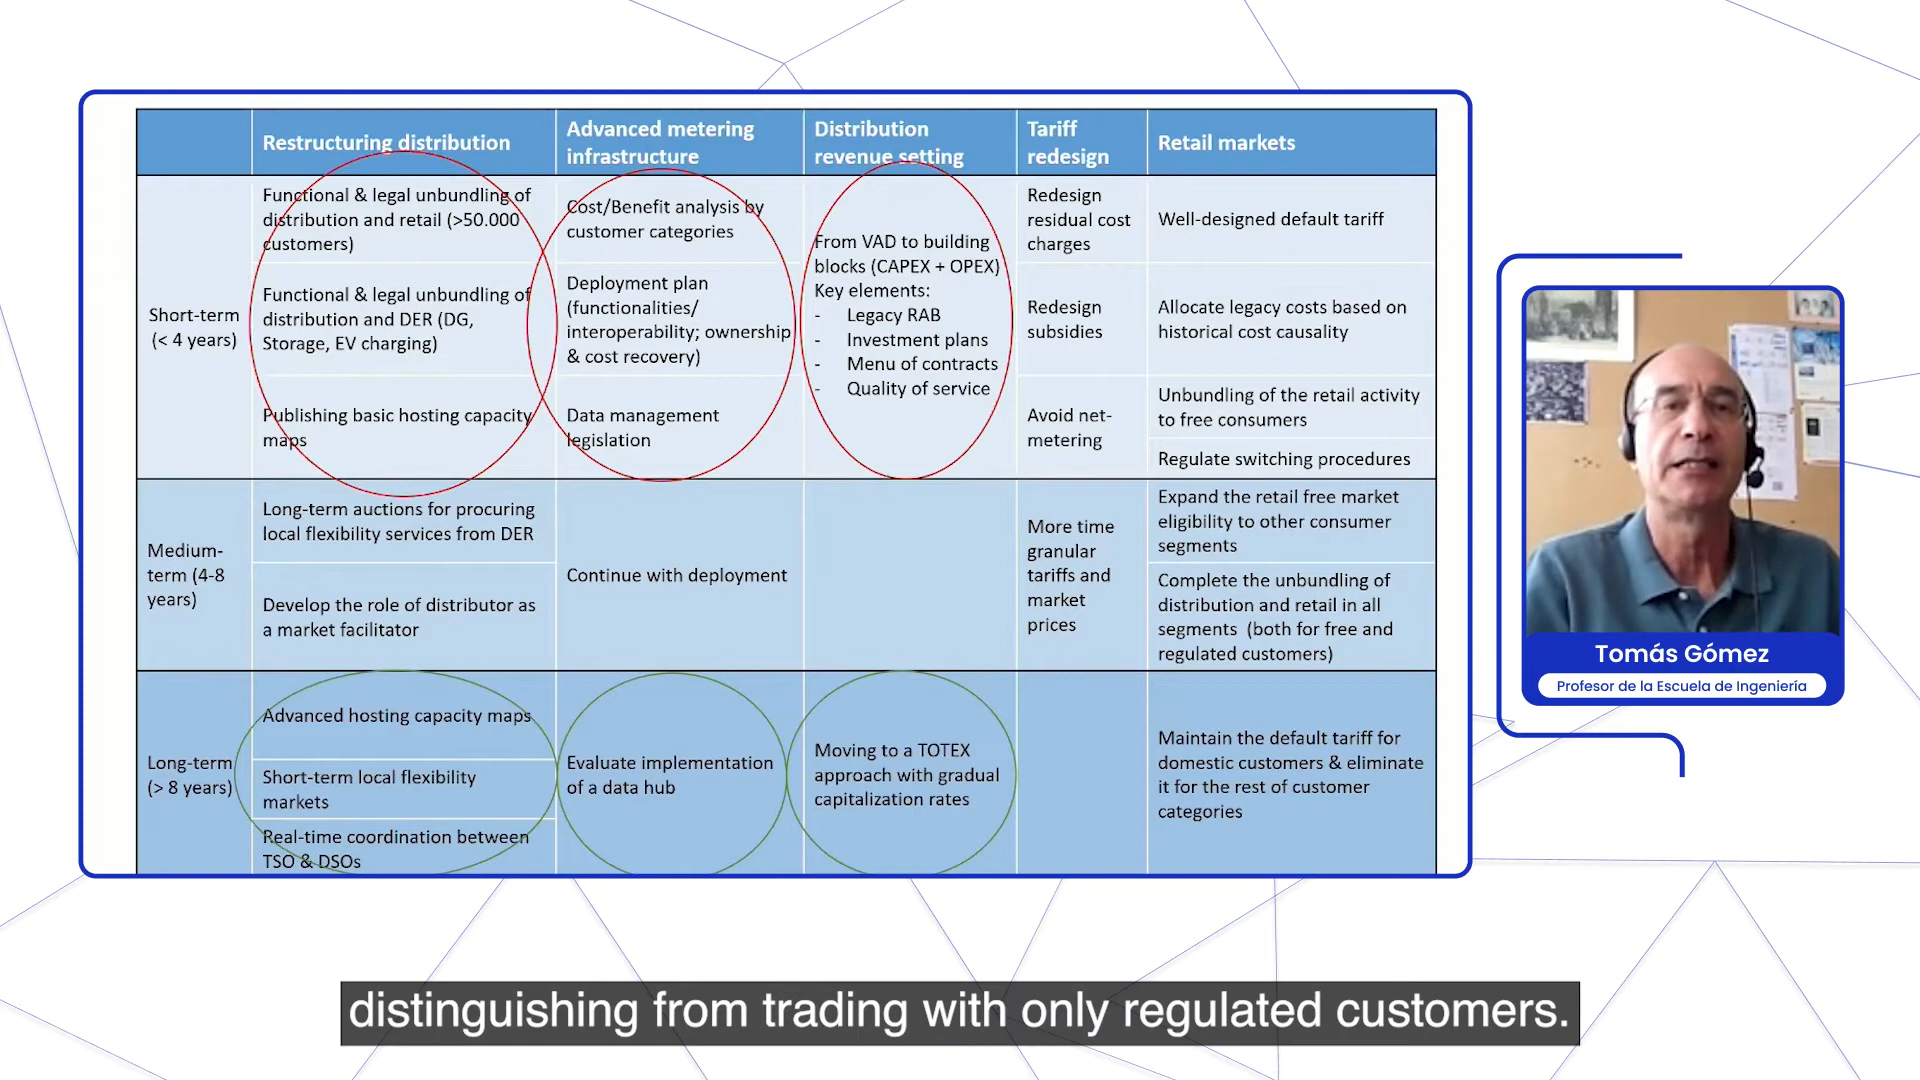 Restructuring distribution
Advanced metering
infrastructure
Distribution
revenue setting
Tariff
redesign
Retail markets
Short-term
(< 4 years)
Functional & legal unbundling of
distribution and retail (>50.000
customers)
Functional & legal unbundling of
distribution and DER (DG,
Storage, EV charging)
Publishing basic hosting capacity
maps
Cost/Benefit analysis by
customer categories
Deployment plan
(functionalities/
interoperability; ownership
& cost recovery)
Data management
legislation
From VAD to building
blocks (CAPEX + OPEX)
Key elements:
- Legacy RAB
- Investment plans
- Menu of contracts
- Quality of service
Redesign
residual cost
charges
Redesign
subsidies
Avoid net-
metering
Well-designed default tariff
Allocate legacy costs based on
historical cost causality
Unbundling of the retail activity
to free consumers
Regulate switching procedures
Medium-
term (4-8
years)
Long-term auctions for procuring
local flexibility services from DER
Develop the role of distributor as
a market facilitator
Continue with deployment
More time
granular
tariffs and
market
prices
Expand the retail free market
eligibility to other consumer
segments
Complete the unbundling of
distribution and retail in all
segments (both for free and
regulated customers)
Long-term
(> 8 years)
Advanced hosting capacity maps
Short-term local flexibility
markets
Real-time coordination between
TSO & DSOs
Evaluate implementation
of a data hub
Moving to a TOTEX
approach with gradual
capitalization rates
Maintain the default tariff for
domestic customers & eliminate
it for the rest of customer
categories
Tomás Gómez
Profesor de la Escuela de Ingeniería
distinguishing from trading with only regulated customers.